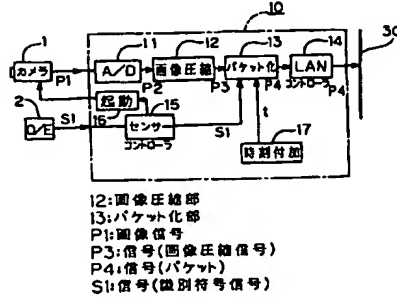 10
1
カメラ
P1
11
A/D
P2
12
画像圧縮
P3
13
パケット化
P4
14
LAN
コントローラ
P4
30
16
起動
15
センサー
コントローラ
2
O/E
S1
S1
t
17
時刻付加
12:画像圧縮部
13:パケット化部
P1:画像信号
P3:信号(画像圧縮信号)
P4:信号(パケット)
S1:信号(識別符号信号)